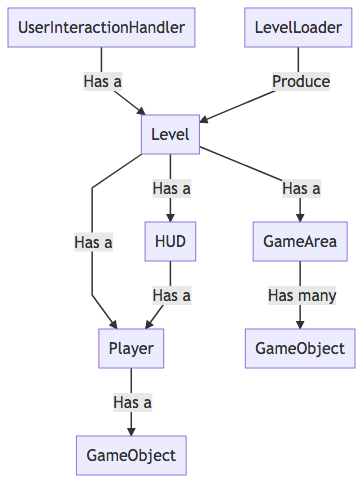 UserInteractionHandler
LevelLoader
Has a
Produce
Level
Has a
Has a
Has a
HUD
GameArea
Has a
Has many
Player
GameObject
Has a
GameObject